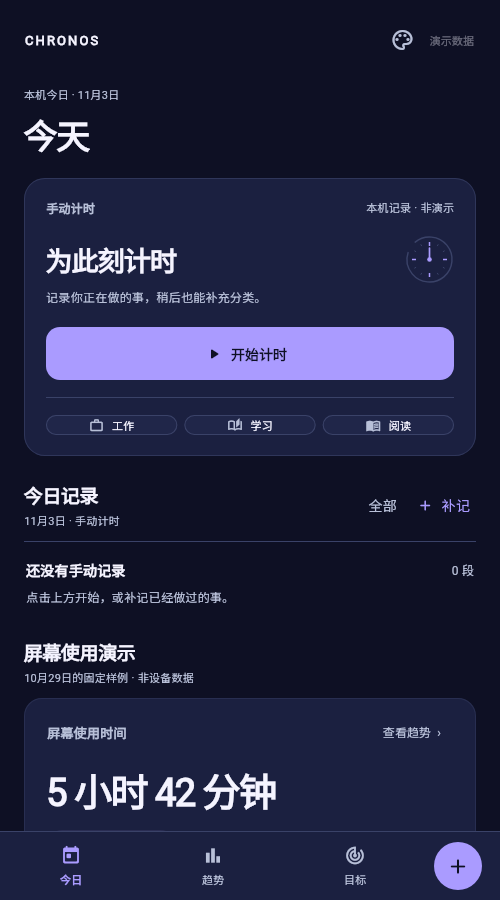 CHRONOS 演示数据
本机今日 · 11月3日
今天
手动计时 本机记录 · 非演示
为此刻计时
记录你正在做的事，稍后也能补充分类。
开始计时
工作 学习 阅读
今日记录
全部 + 补记
11月3日 · 手动计时
还没有手动记录 0 段
点击上方开始，或补记已经做过的事。
屏幕使用演示
10月29日的固定样例 · 非设备数据
屏幕使用时间 查看趋势 ›
5 小时 42 分钟
今日 趋势 目标